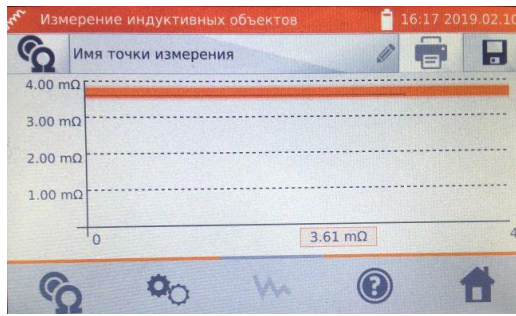 Измерение индуктивных объектов
16:17 2019.02.10
Имя точки измерения
4.00 mΩ
3.00 mΩ
2.00 mΩ
1.00 mΩ
0
3.61 mΩ
4